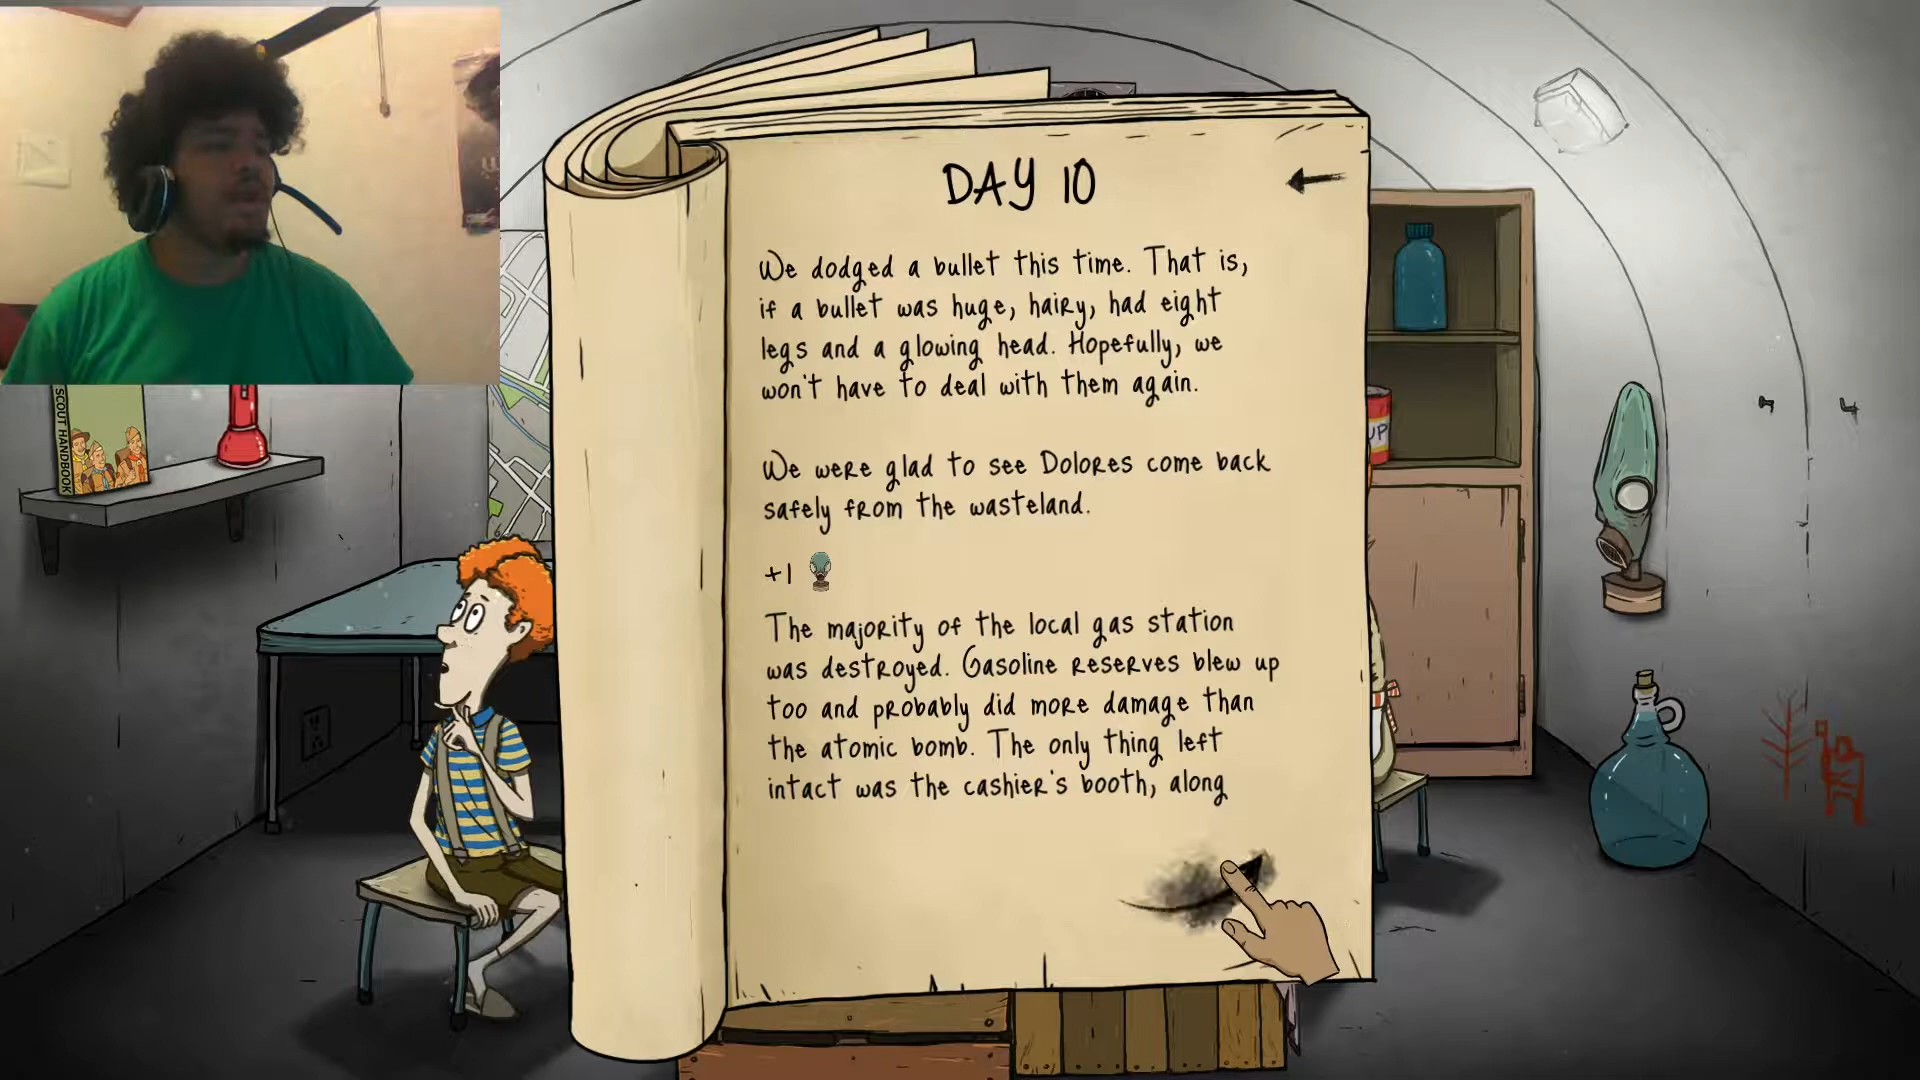 DAY 10
We dodged a bullet this time. That is,
if a bullet was huge, hairy, had eight
legs and a glowing head. Hopefully, we
won't have to deal with them again.
We were glad to see Dolores come back
safely from the wasteland.
+1
The majority of the local gas station
was destroyed. Gasoline reserves blew up
too and probably did more damage than
the atomic bomb. The only thing left
intact was the cashier's booth, along
SCOUT HANDBOOK
UP